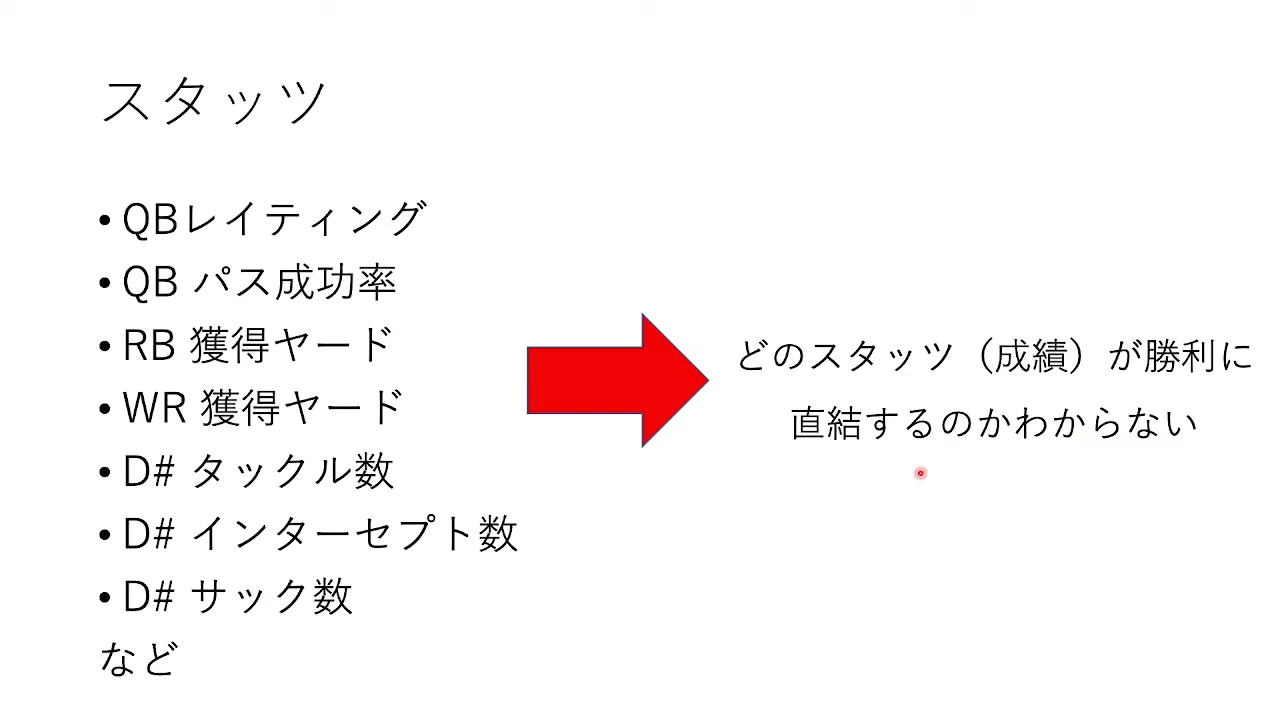 スタッツ
• QBレイティング
• QB パス成功率
• RB 獲得ヤード
• WR 獲得ヤード
• D# タックル数
• D# インターセプト数
• D# サック数
など
どのスタッツ（成績）が勝利に
直結するのかわからない